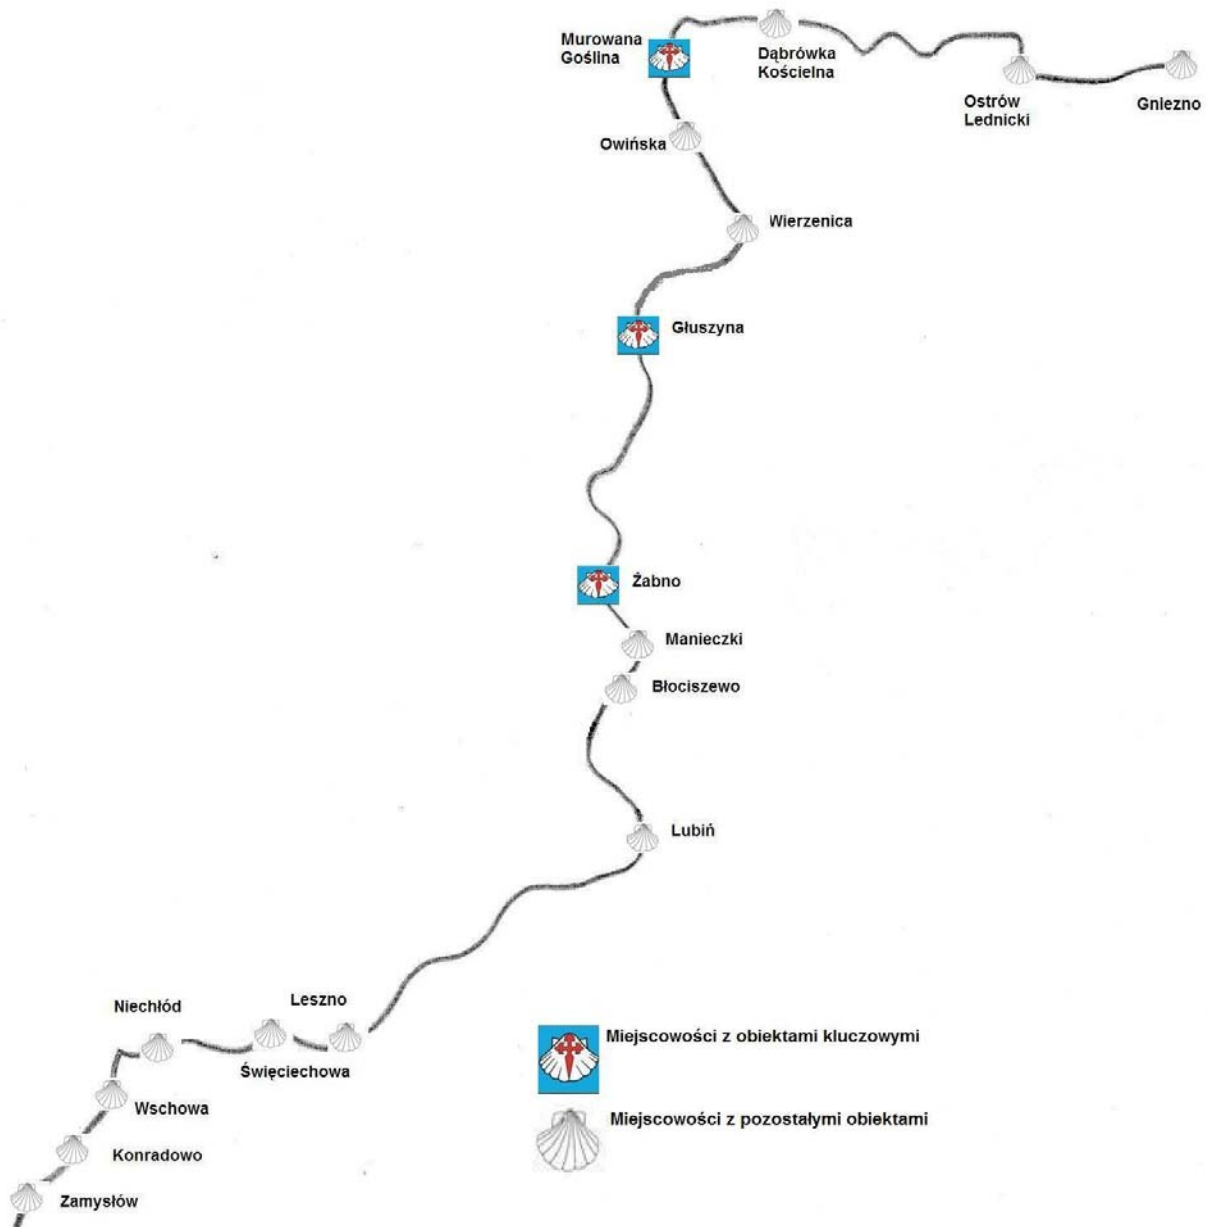 Murowana
Goślina
Dąbrówka
Kościelna
Ostrów
Lednicki
Gniezno
Owińska
Wierzenica
Głuszyna
Żabno
Manieczki
Błociszewo
Lubiń
Leszno
Niechłód
Święciechowa
Wschowa
Konradowo
Zamysłów
Miejscowości z obiektami kluczowymi
Miejscowości z pozostałymi obiektami